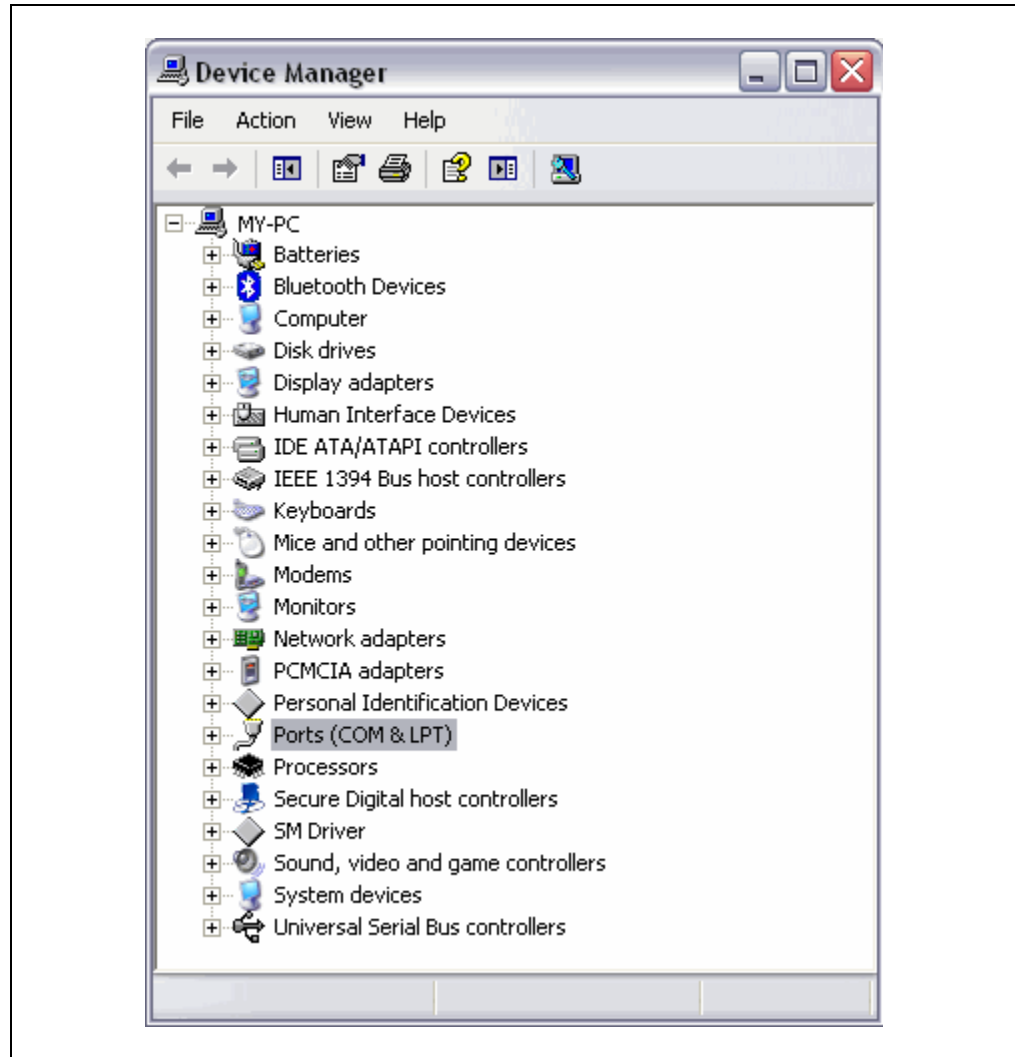 Device Manager
File Action View Help
MY-PC
Batteries
Bluetooth Devices
Computer
Disk drives
Display adapters
Human Interface Devices
IDE ATA/ATAPI controllers
IEEE 1394 Bus host controllers
Keyboards
Mice and other pointing devices
Modems
Monitors
Network adapters
PCMCIA adapters
Personal Identification Devices
Ports (COM & LPT)
Processors
Secure Digital host controllers
SM Driver
Sound, video and game controllers
System devices
Universal Serial Bus controllers